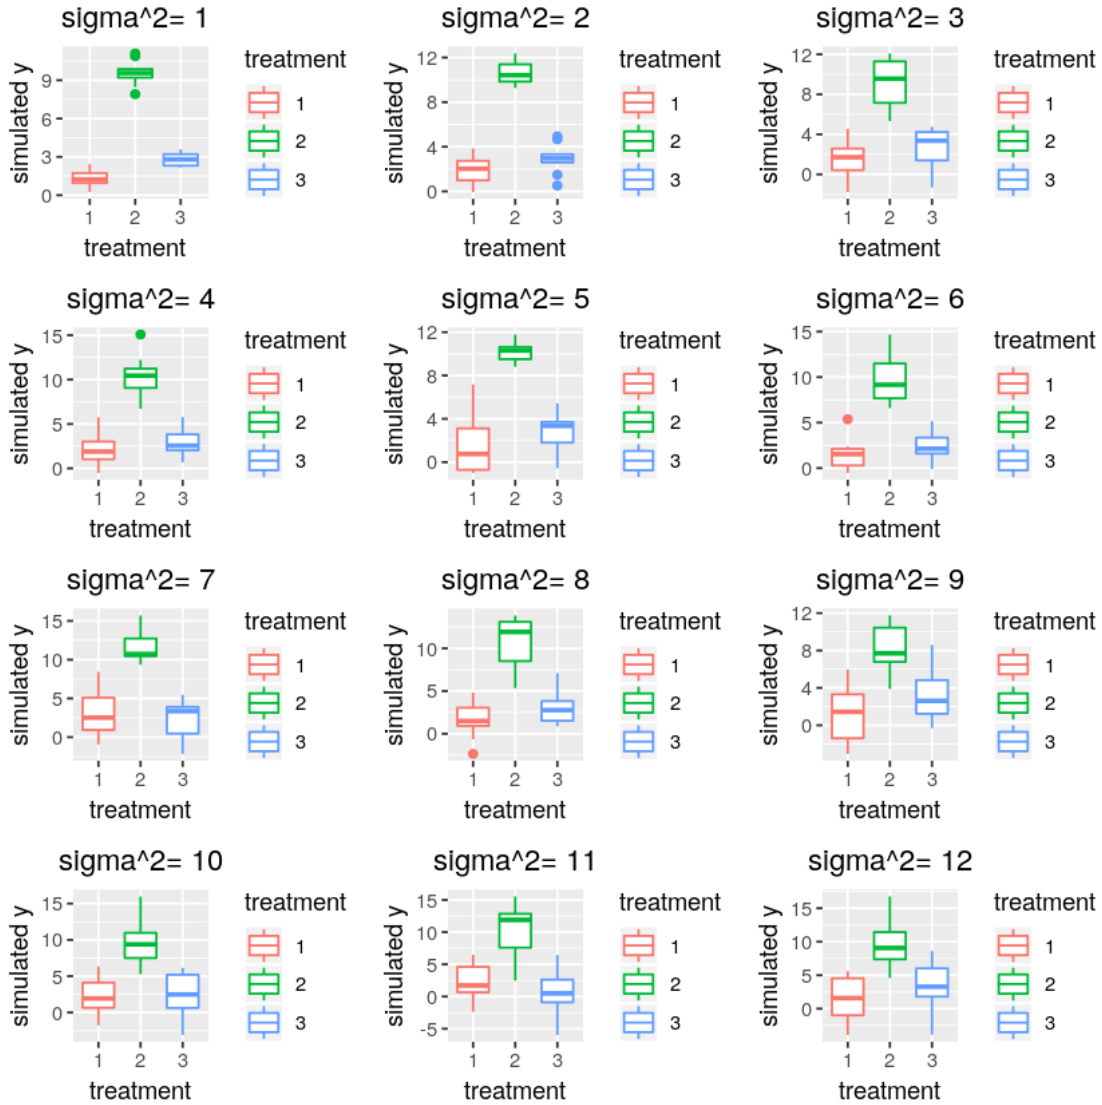 sigma^2= 1
simulated y
9
6
3
0
1
2
3
treatment
treatment
1
2
3
sigma^2= 2
simulated y
12
8
4
0
1
2
3
treatment
treatment
1
2
3
sigma^2= 3
simulated y
12
8
4
0
1
2
3
treatment
treatment
1
2
3
sigma^2= 4
simulated y
15
10
5
0
1
2
3
treatment
treatment
1
2
3
sigma^2= 5
simulated y
12
8
4
0
1
2
3
treatment
treatment
1
2
3
sigma^2= 6
simulated y
15
10
5
0
1
2
3
treatment
treatment
1
2
3
sigma^2= 7
simulated y
15
10
5
0
1
2
3
treatment
treatment
1
2
3
sigma^2= 8
simulated y
10
5
0
1
2
3
treatment
treatment
1
2
3
sigma^2= 9
simulated y
12
8
4
0
1
2
3
treatment
treatment
1
2
3
sigma^2= 10
simulated y
15
10
5
0
1
2
3
treatment
treatment
1
2
3
sigma^2= 11
simulated y
15
10
5
0
-5
1
2
3
treatment
treatment
1
2
3
sigma^2= 12
simulated y
15
10
5
0
1
2
3
treatment
treatment
1
2
3